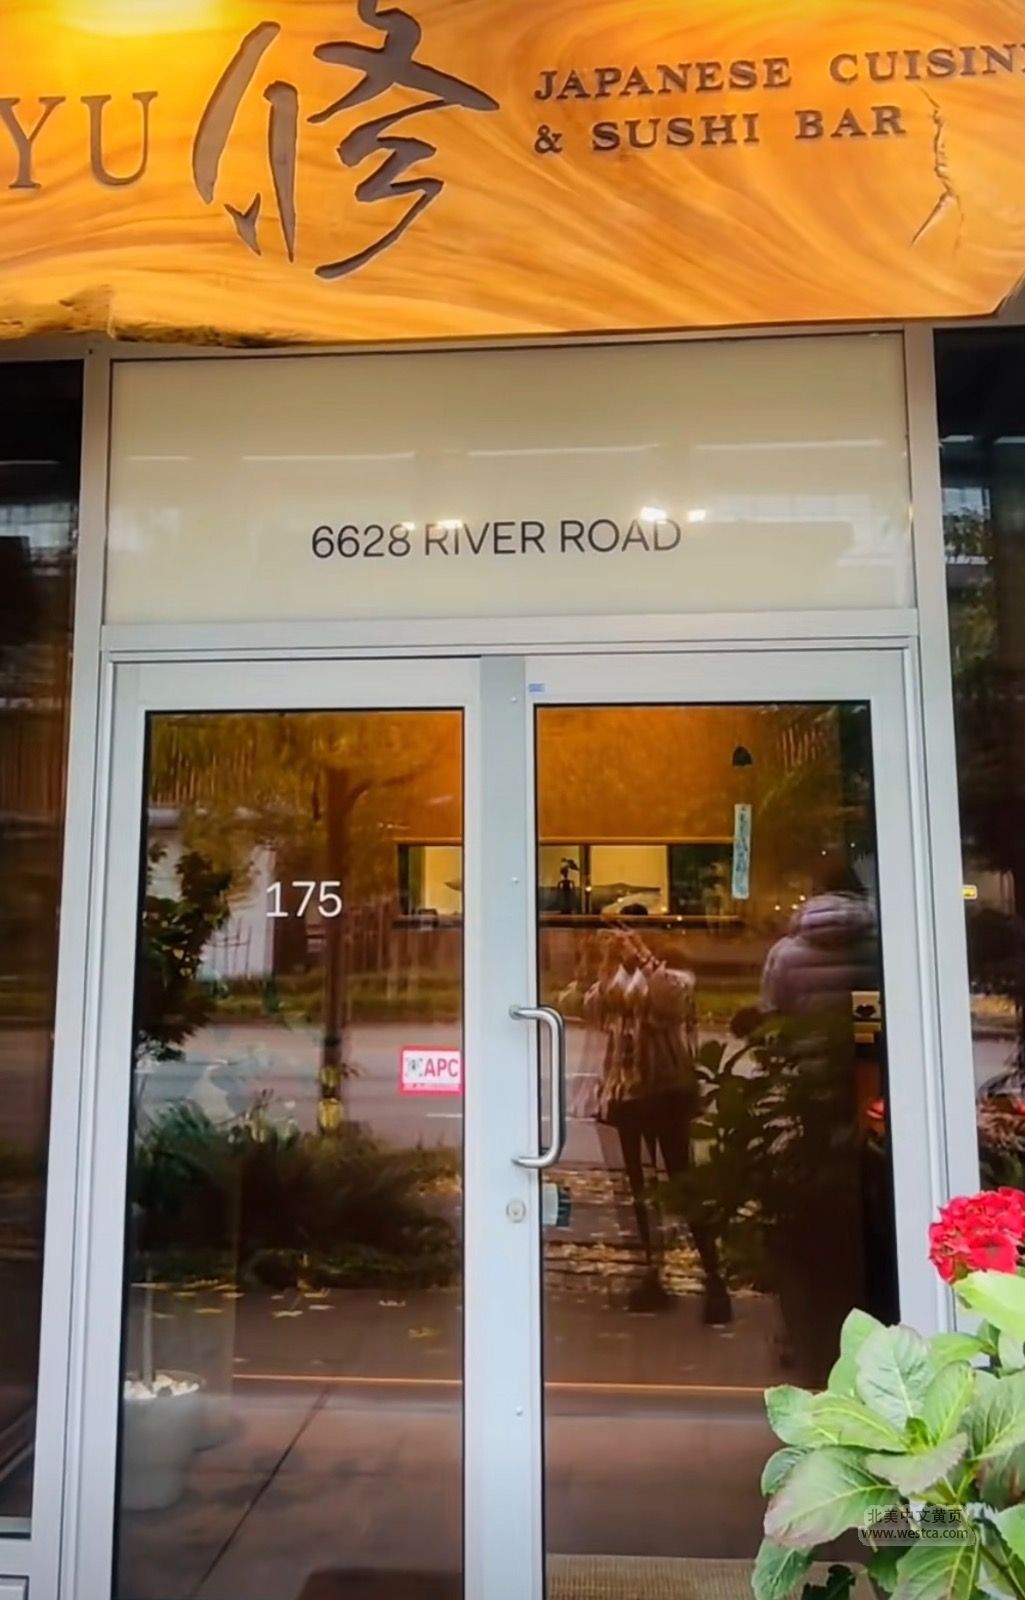 YU 修 JAPANESE CUISIN
& SUSHI BAR
6628 RIVER ROAD
175
APC
北美中文黄页
www.westca.com